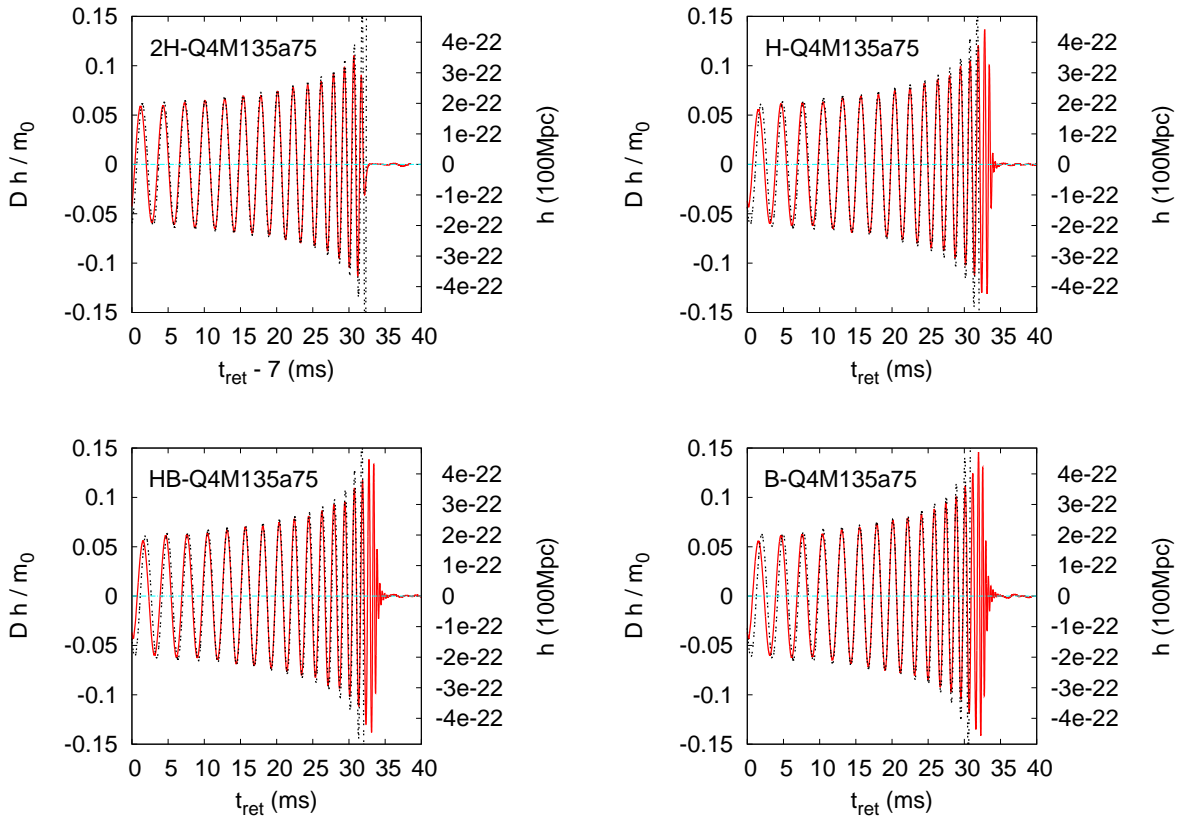 2H-Q4M135a75
0.15
0.1
0.05
0
-0.05
-0.1
-0.15
D h / m0
4e-22
3e-22
2e-22
1e-22
0
-1e-22
-2e-22
-3e-22
-4e-22
h (100Mpc)
0 5 10 15 20 25 30 35 40
tret - 7 (ms)
H-Q4M135a75
0.15
0.1
0.05
0
-0.05
-0.1
-0.15
D h / m0
4e-22
3e-22
2e-22
1e-22
0
-1e-22
-2e-22
-3e-22
-4e-22
h (100Mpc)
0 5 10 15 20 25 30 35 40
tret (ms)
HB-Q4M135a75
0.15
0.1
0.05
0
-0.05
-0.1
-0.15
D h / m0
4e-22
3e-22
2e-22
1e-22
0
-1e-22
-2e-22
-3e-22
-4e-22
h (100Mpc)
0 5 10 15 20 25 30 35 40
tret (ms)
B-Q4M135a75
0.15
0.1
0.05
0
-0.05
-0.1
-0.15
D h / m0
4e-22
3e-22
2e-22
1e-22
0
-1e-22
-2e-22
-3e-22
-4e-22
h (100Mpc)
0 5 10 15 20 25 30 35 40
tret (ms)